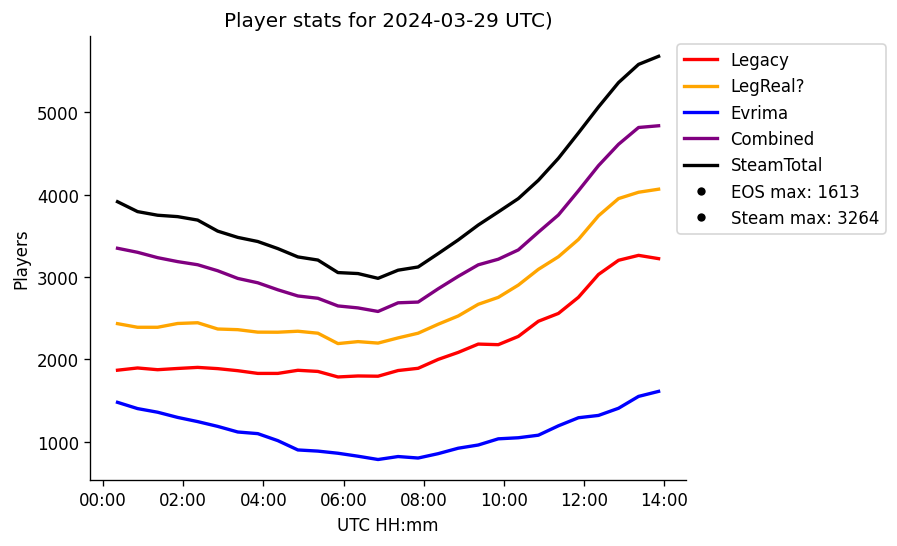 Player stats for 2024-03-29 UTC)
Legacy
LegReal?
Evrima
Combined
SteamTotal
EOS max: 1613
Steam max: 3264
Players
5000
4000
3000
2000
1000
00:00 02:00 04:00 06:00 08:00 10:00 12:00 14:00
UTC HH:mm